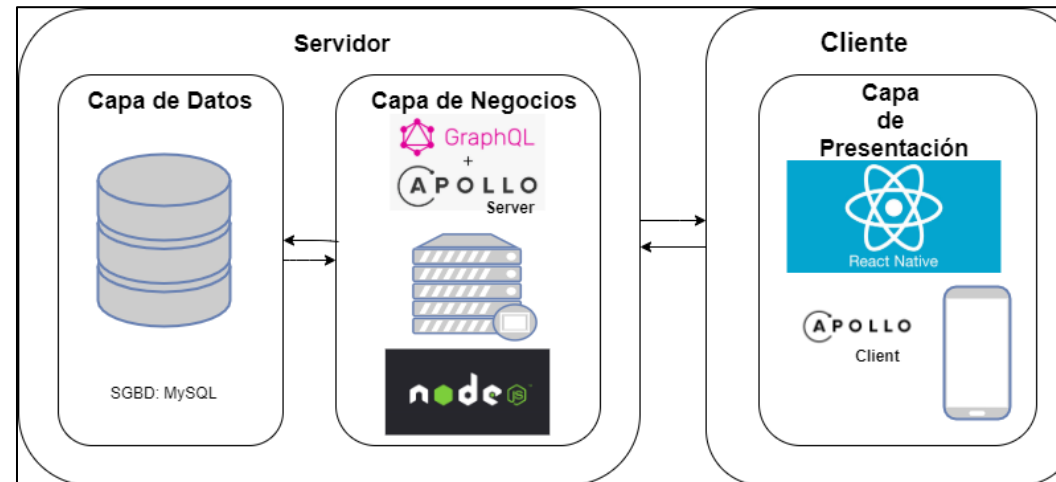 Servidor
Capa de Datos
SGBD: MySQL
Capa de Negocios
GraphQL
+
APOLLO
Server
node
JS
Cliente
Capa
de
Presentación
React Native
APOLLO
Client